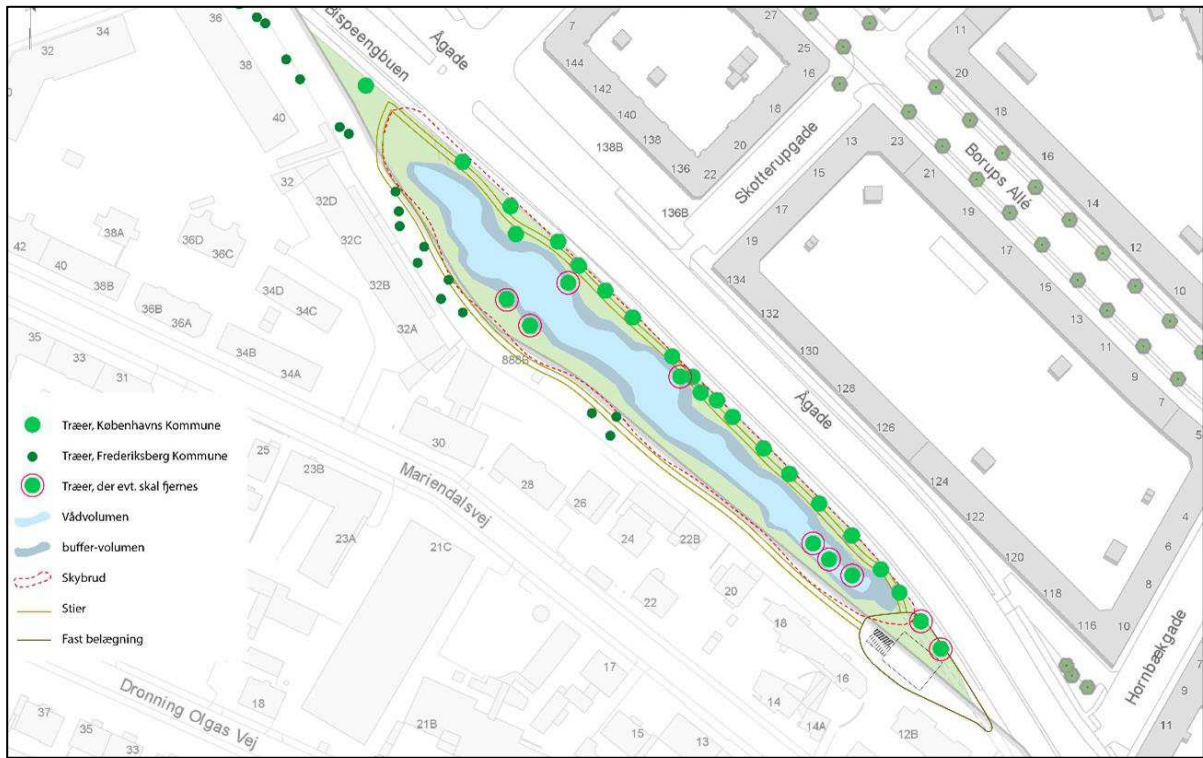 Bispeengbuen
Ågade
Skotterupgade
Borups Allé
Ågade
Hornbækgade
Mariendalsvej
Dronning Olgas Vej
36
34
32
38
40
7
144
142
140
138
136
138B
136B
16
18
20
22
25
27
11
20
18
16
14
12
10
13
23
21
15
17
19
19
17
15
13
11
9
7
5
134
132
130
128
126
124
122
120
118
116
10
8
6
4
32
32D
32C
32B
32A
38A
36D
36C
42
40
38B
36B
36A
34D
34C
34B
34A
35
33
31
30
28
26
24
22B
22
20
18
16
14
14A
12B
17
15
13
25
23B
23A
21C
21B
18
37
35
33
9
11
Træer, Københavns Kommune
Træer, Frederiksberg Kommune
Træer, der evt. skal fjernes
Vådvolumen
buffer-volumen
Skybrud
Stier
Fast belægning